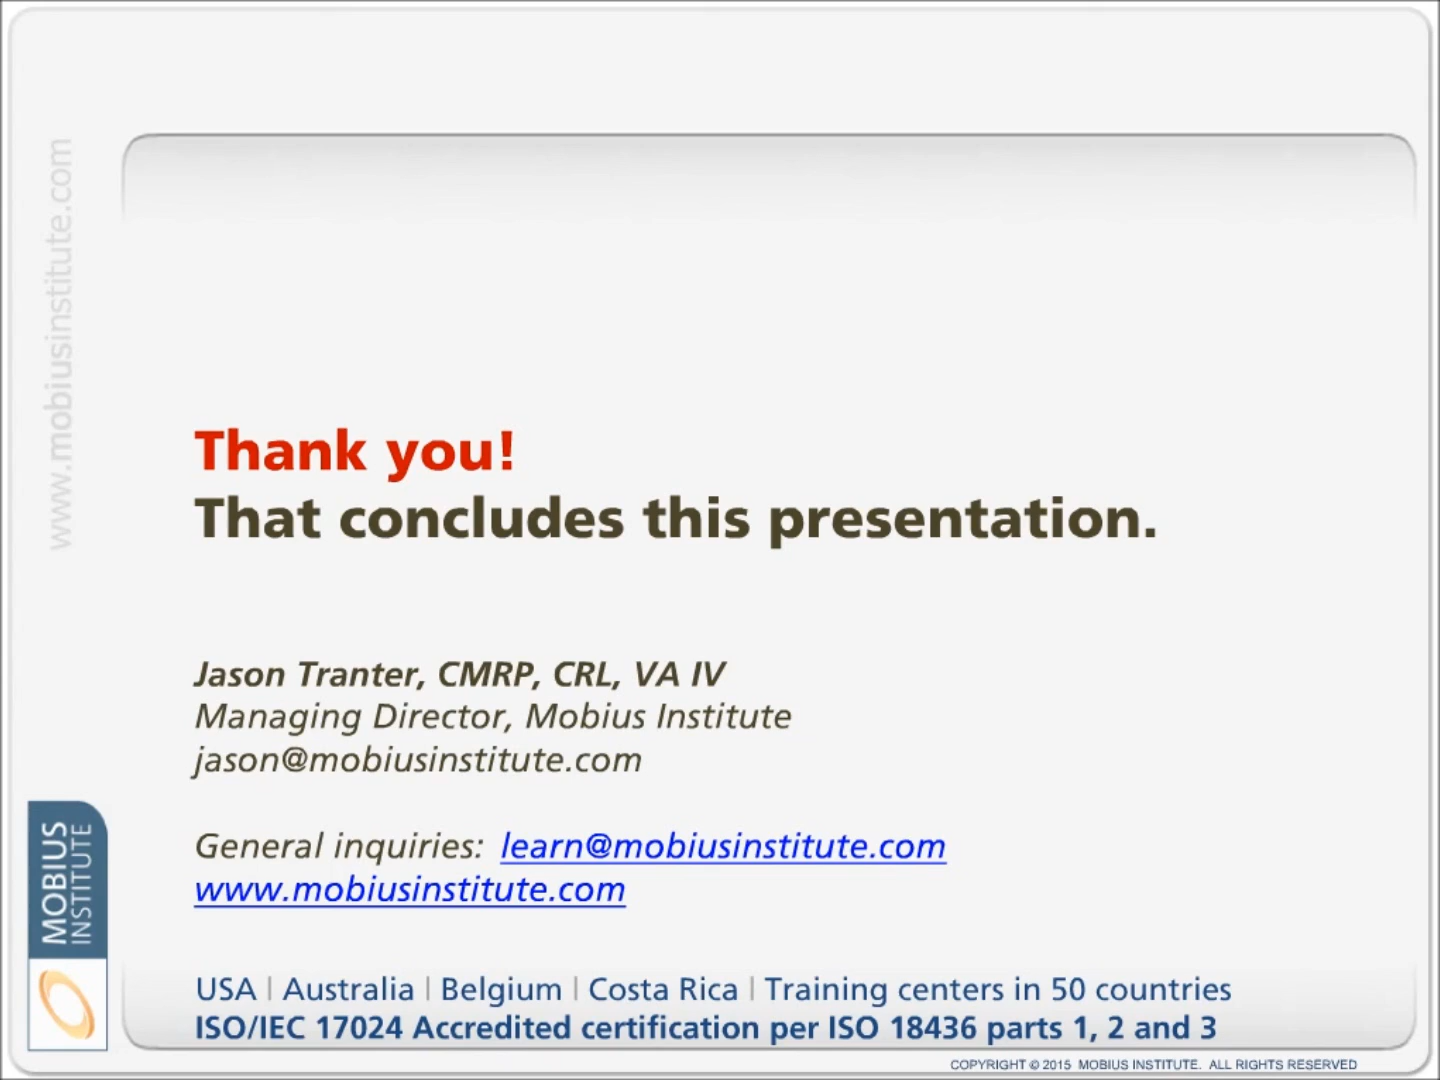 www.mobiusinstitute.com
Thank you!
That concludes this presentation.
Jason Tranter, CMRP, CRL, VA IV
Managing Director, Mobius Institute
jason@mobiusinstitute.com
General inquiries: learn@mobiusinstitute.com
www.mobiusinstitute.com
MOBIUS
INSTITUTE
USA | Australia | Belgium | Costa Rica | Training centers in 50 countries
ISO/IEC 17024 Accredited certification per ISO 18436 parts 1, 2 and 3
COPYRIGHT © 2015 MOBIUS INSTITUTE. ALL RIGHTS RESERVED